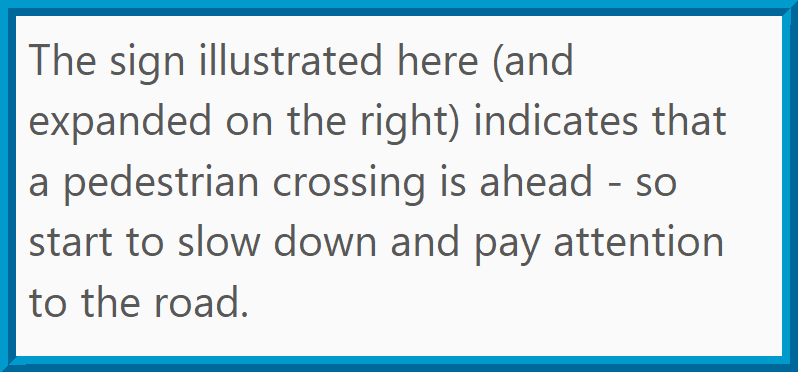 The sign illustrated here (and
expanded on the right) indicates that
a pedestrian crossing is ahead - so
start to slow down and pay attention
to the road.